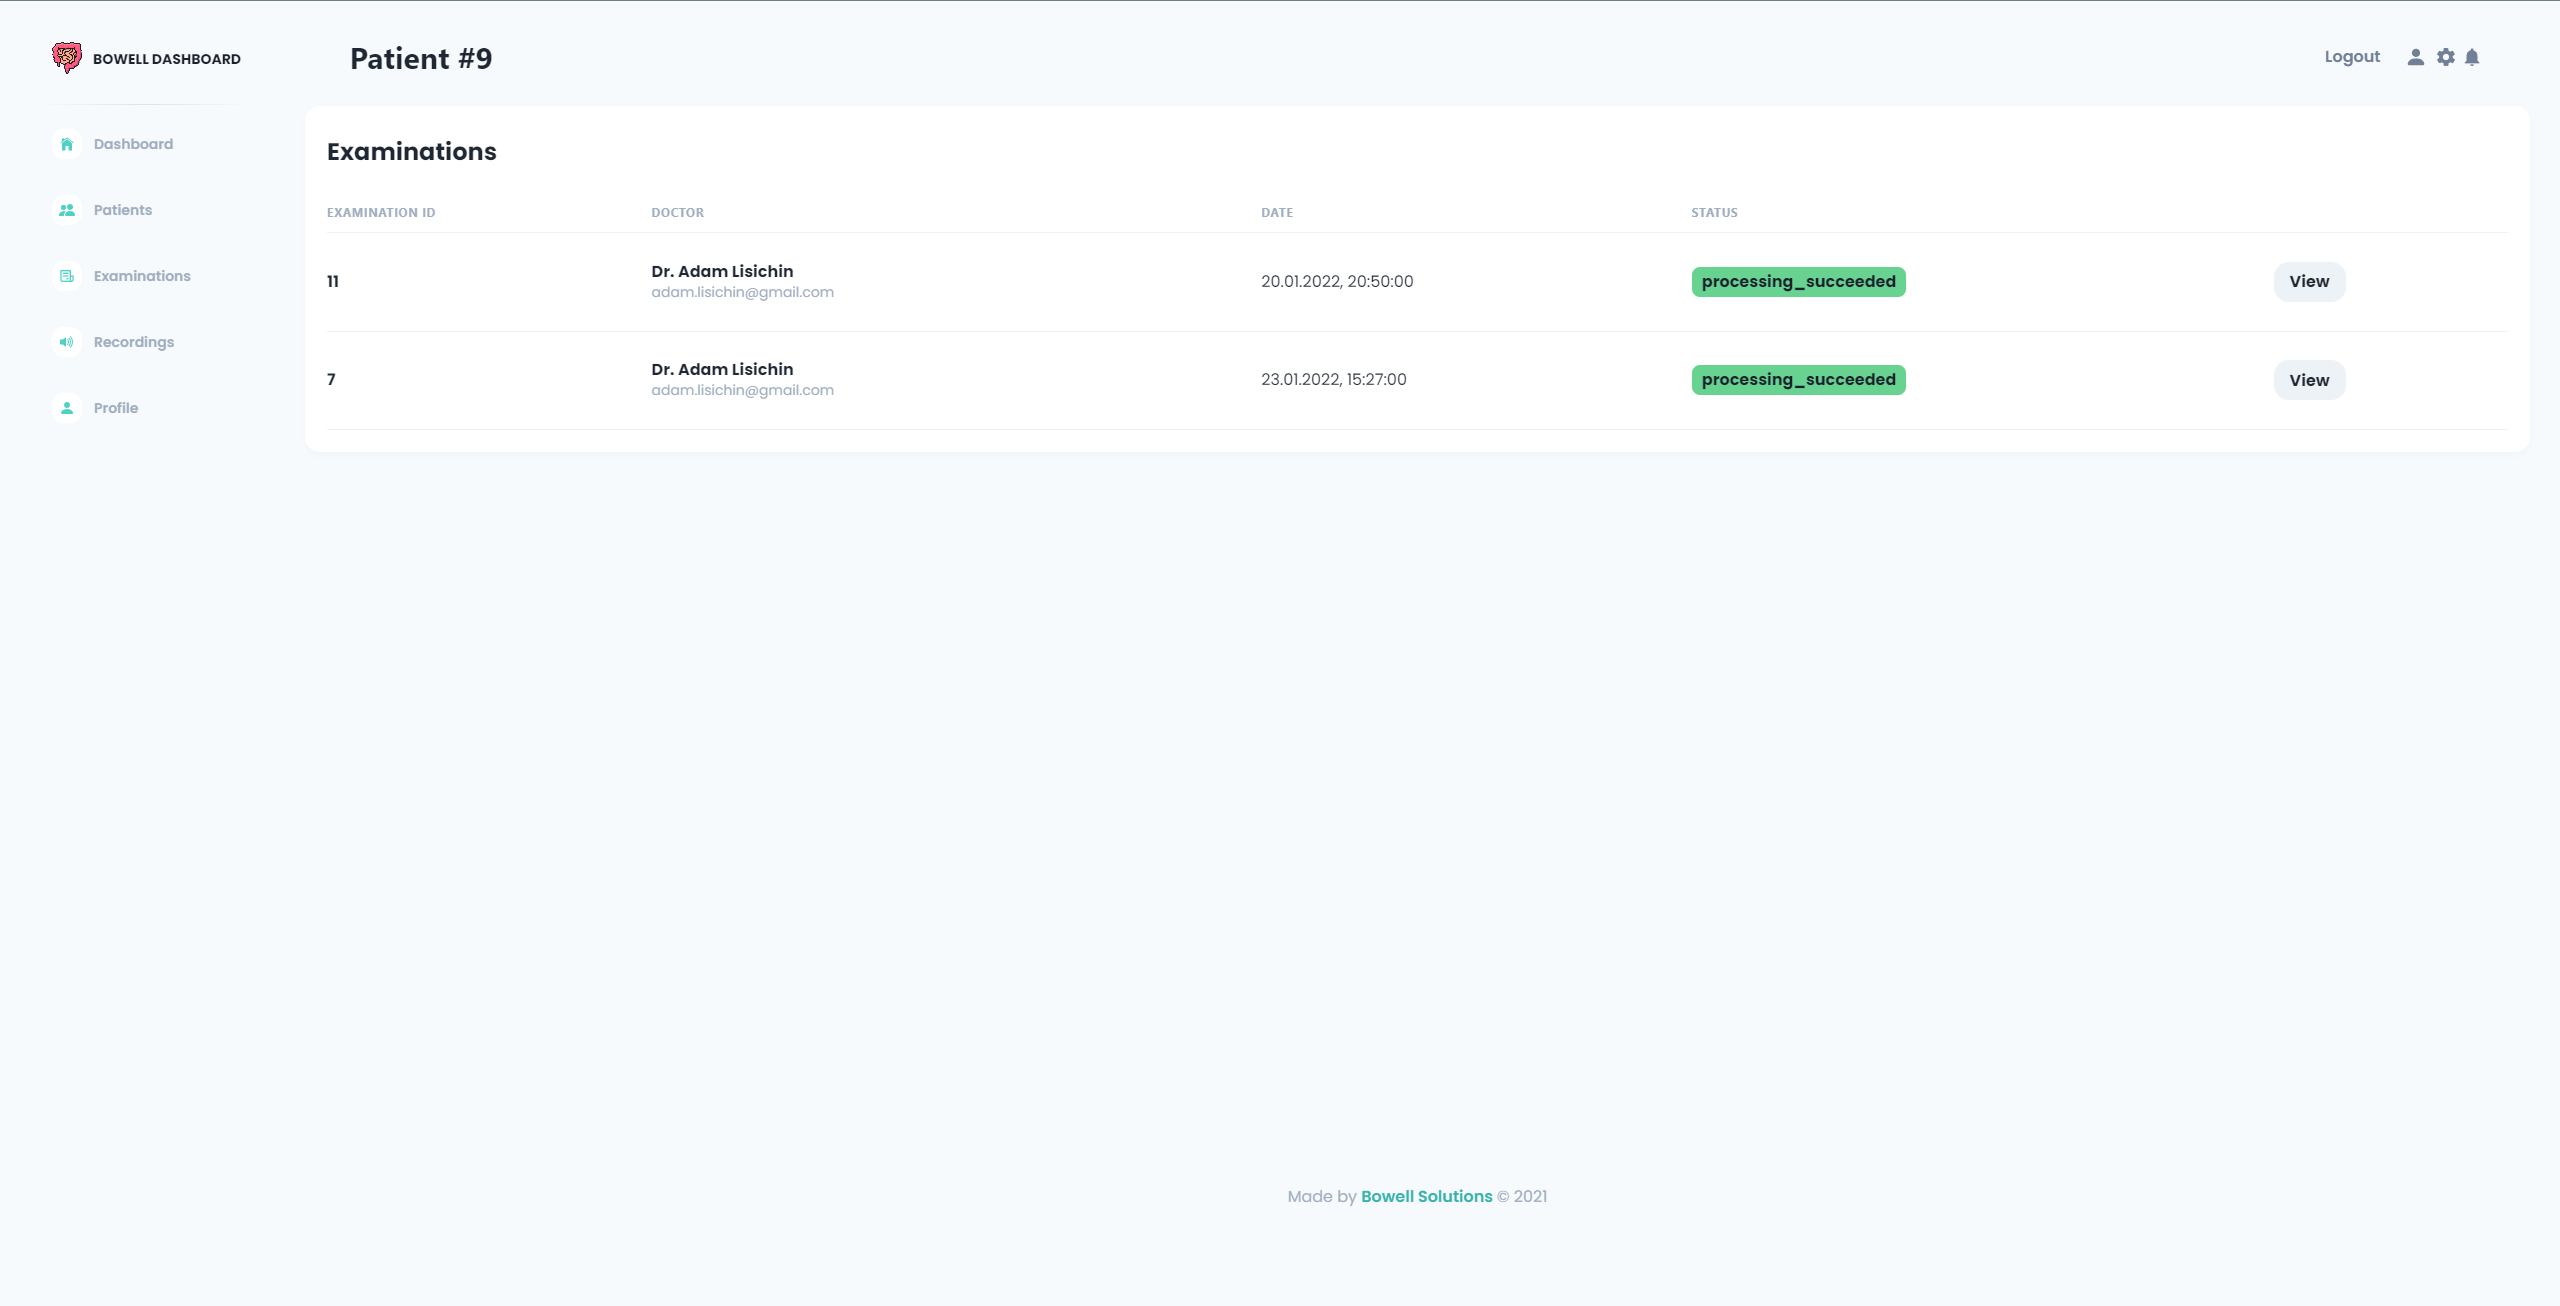 BOWELL DASHBOARD
Patient #9
Logout
Dashboard
Patients
Examinations
Recordings
Profile
Examinations
EXAMINATION ID DOCTOR DATE STATUS
11 Dr. Adam Lisichin 20.01.2022, 20:50:00 processing_succeeded View
adam.lisichin@gmail.com
7 Dr. Adam Lisichin 23.01.2022, 15:27:00 processing_succeeded View
adam.lisichin@gmail.com
Made by Bowell Solutions © 2021